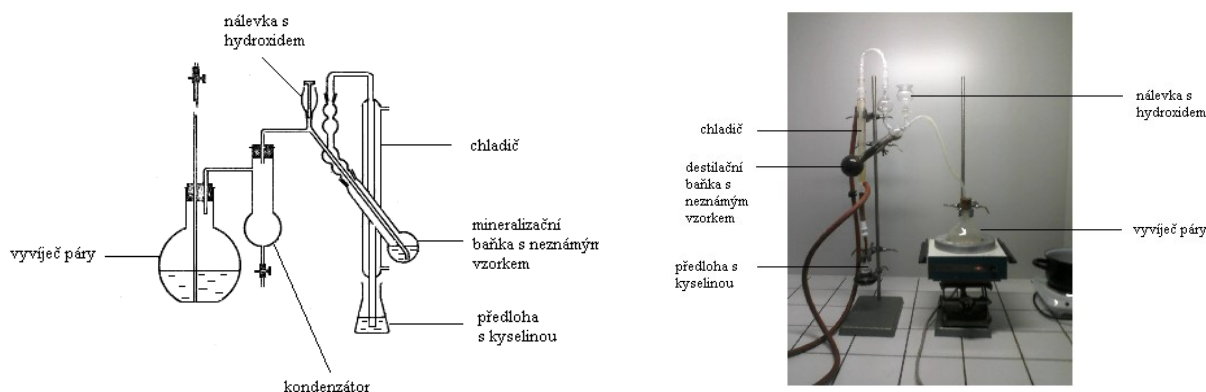 nálevka s
hydroxidem
chladič
mineralizační
baňka s neznámým
vzorkem
vyvíječ páry
předloha
s kyselinou
kondenzátor
nálevka s
hydroxidem
chladič
destilační
baňka s
neznámým
vzorkem
vyvíječ páry
předloha s
kyselinou